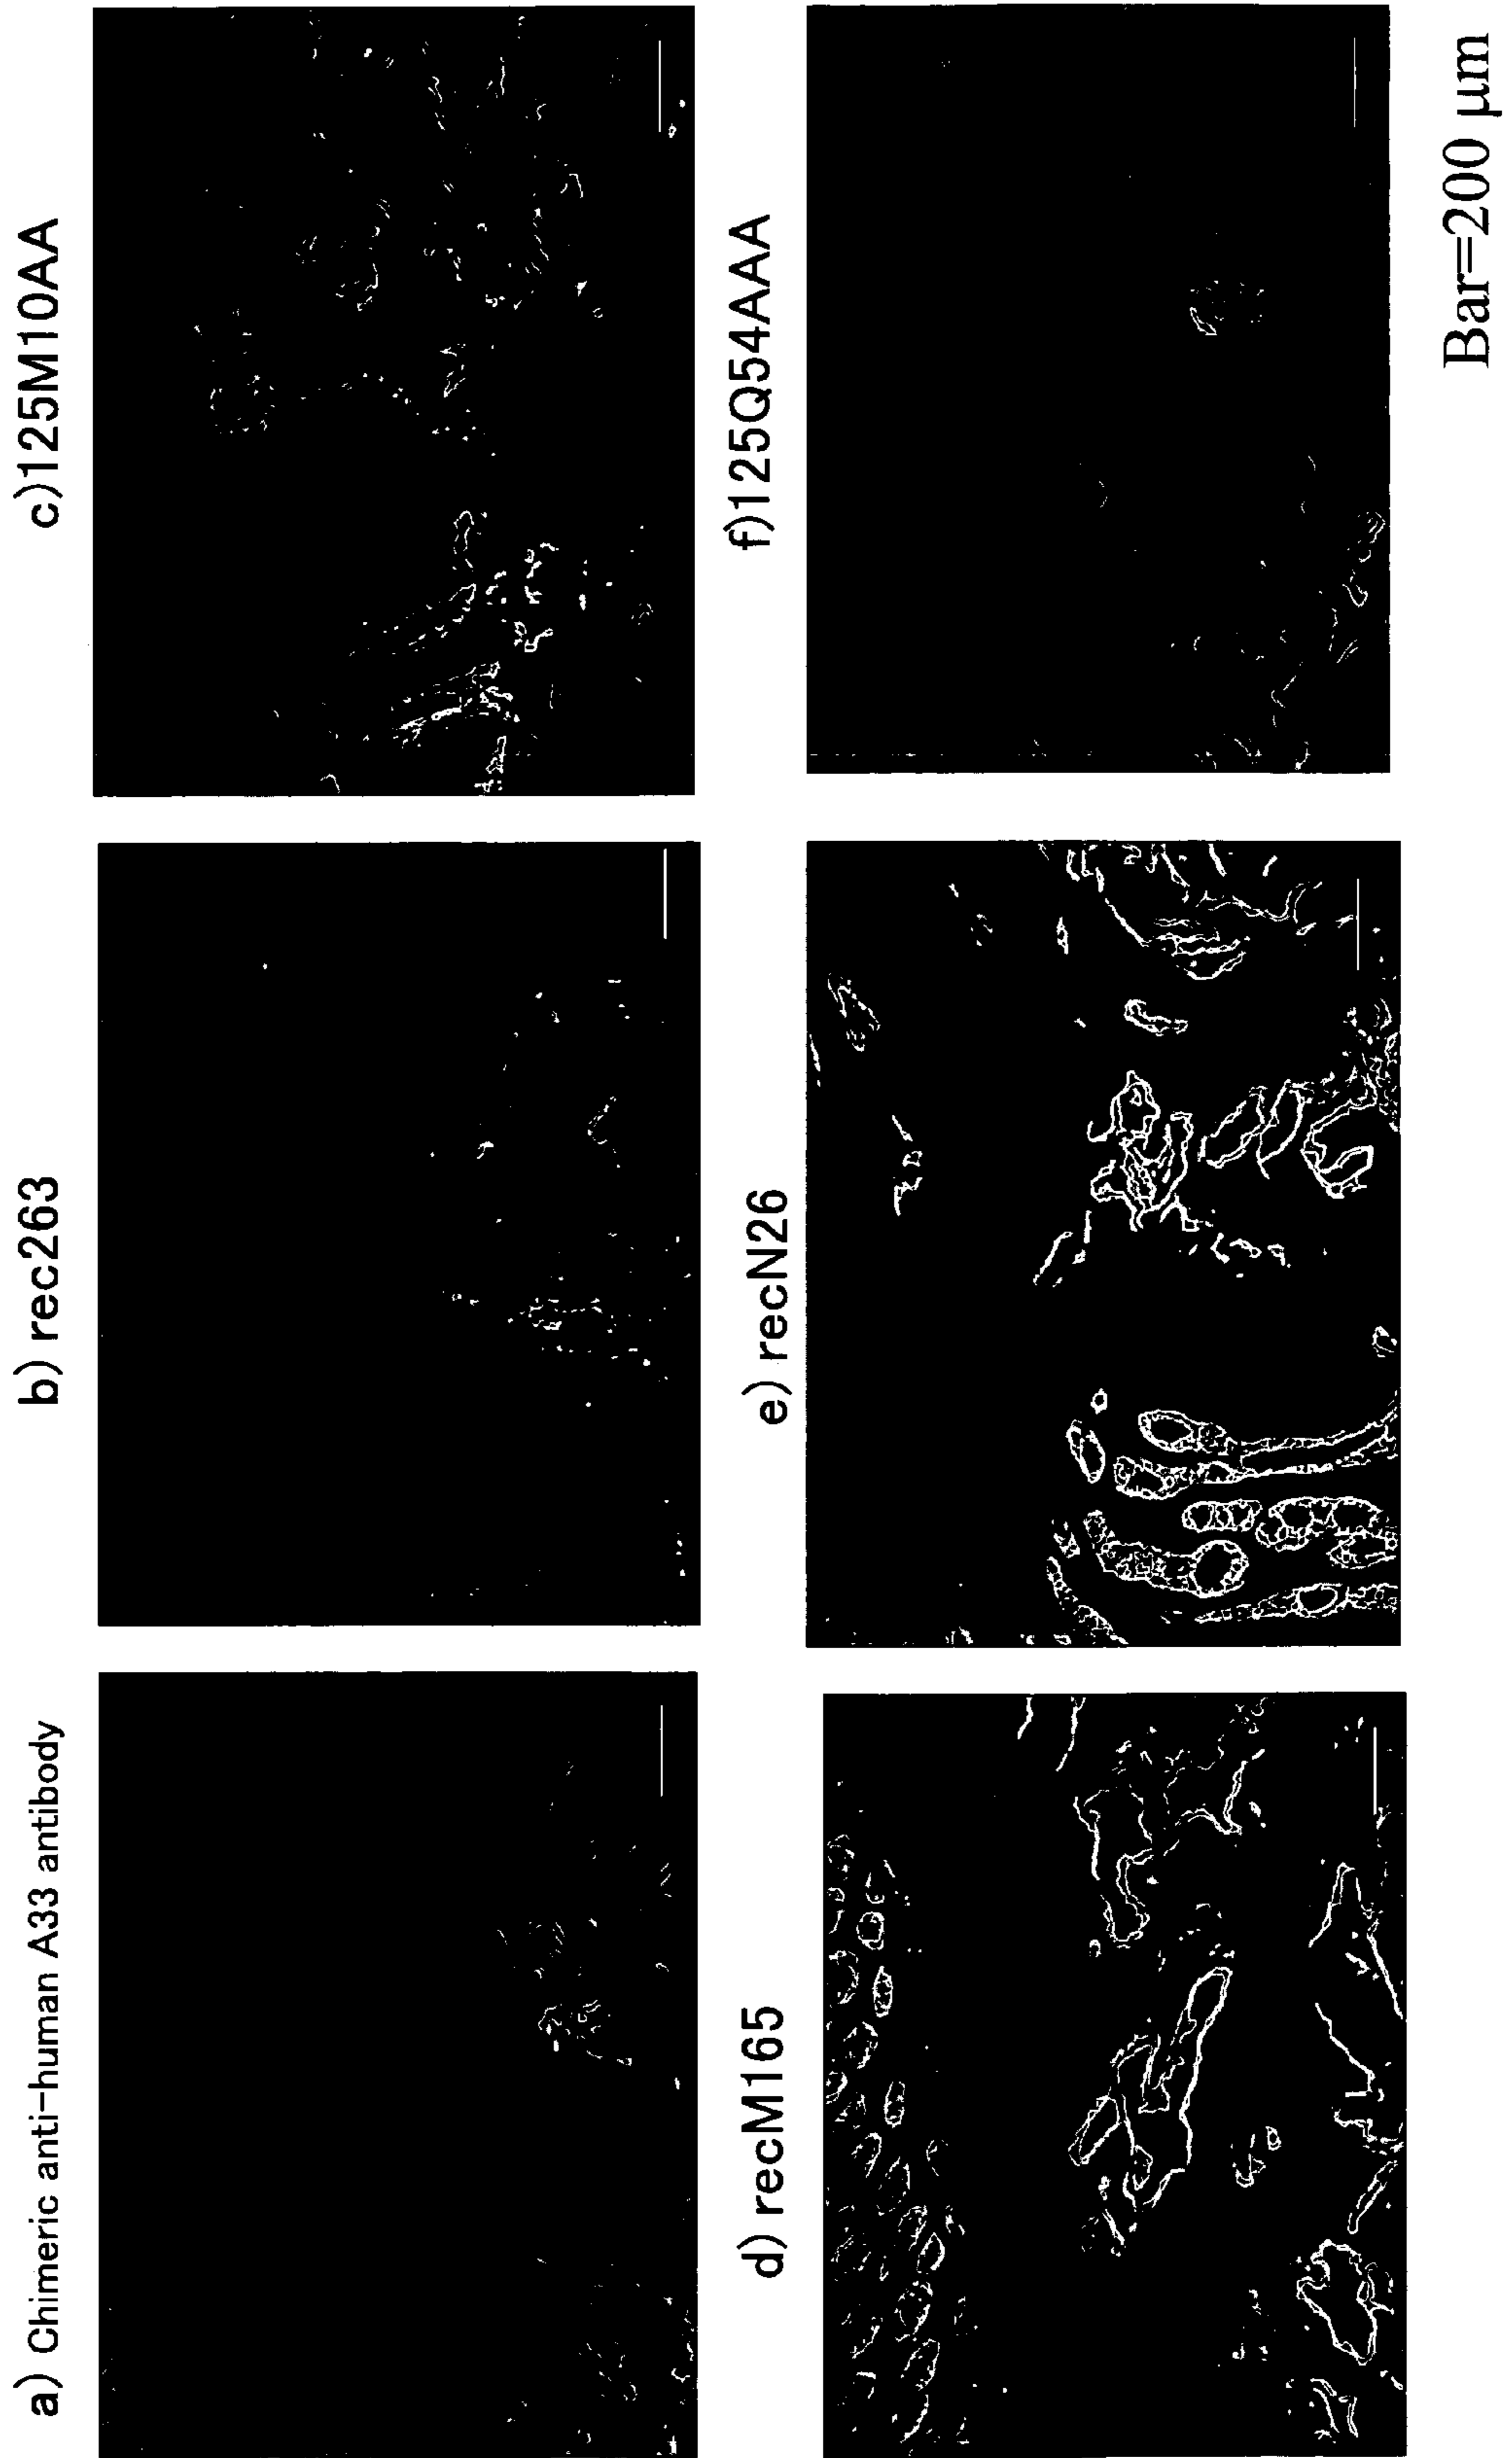 a) Chimeric anti-human A33 antibody
b) rec263
c)125M10AA
d) recM165
e) recN26
f)125Q54AAA
Bar=200 μm